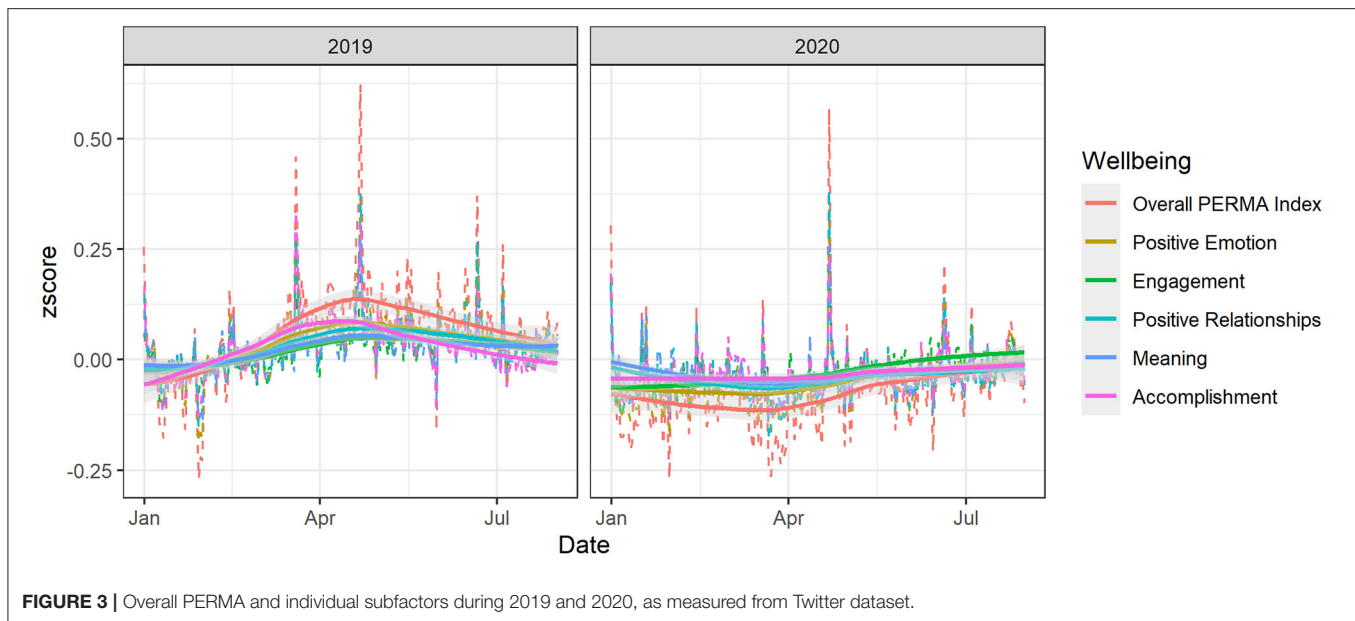 2019
2020
0.50
0.25
0.00
-0.25
zscore
Jan
Apr
Jul
Jan
Apr
Jul
Date
Wellbeing
Overall PERMA Index
Positive Emotion
Engagement
Positive Relationships
Meaning
Accomplishment
FIGURE 3 | Overall PERMA and individual subfactors during 2019 and 2020, as measured from Twitter dataset.